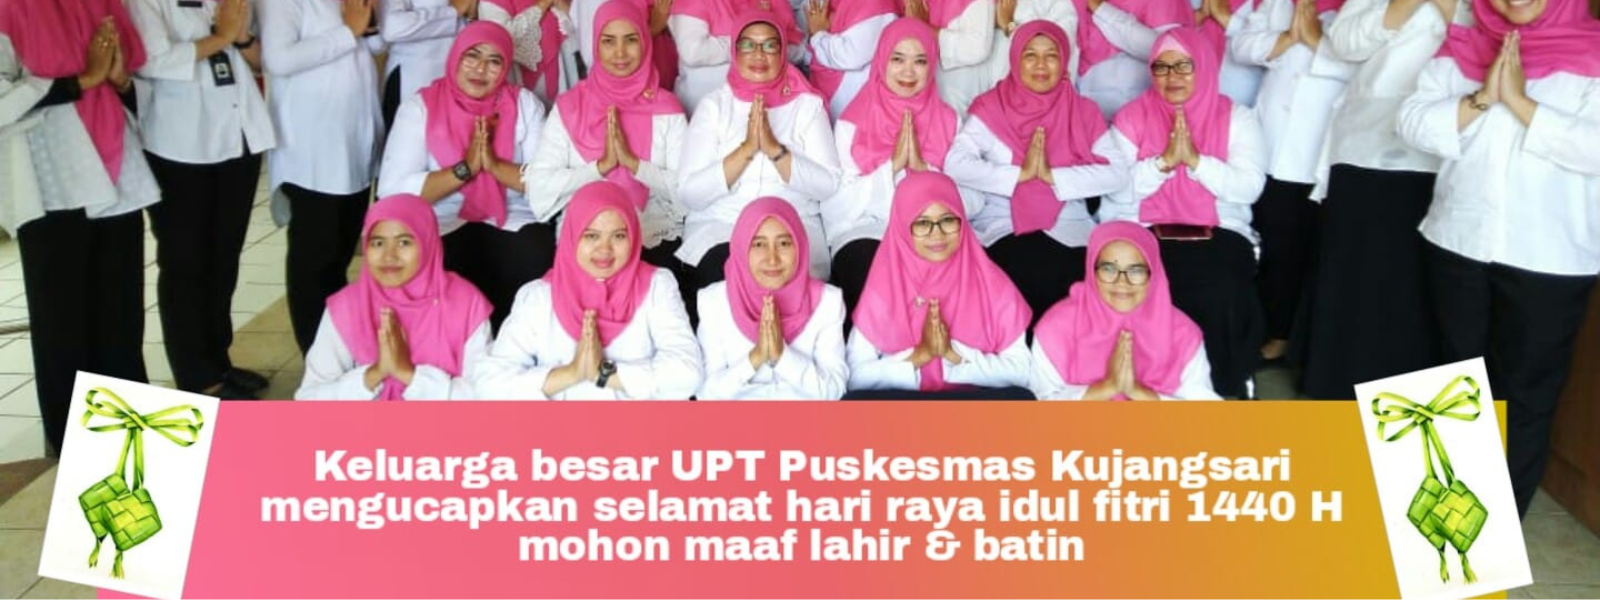 Keluarga besar UPT Puskesmas Kujangsari
mengucapkan selamat hari raya idul fitri 1440 H
mohon maaf lahir & batin